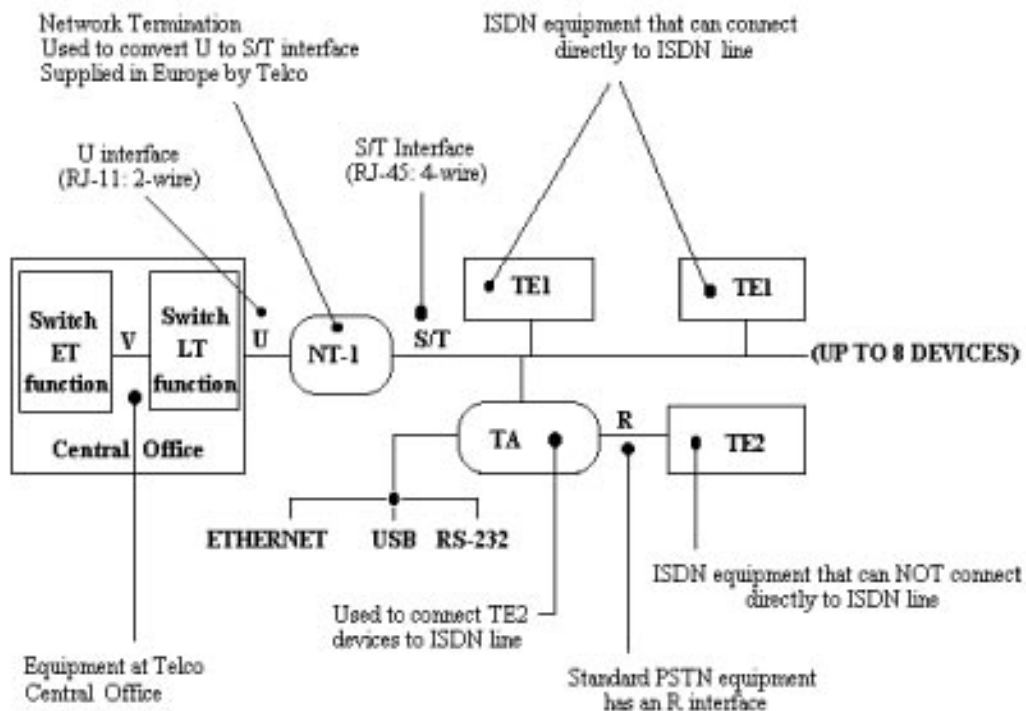 Network Termination
Used to convert U to S/T interface
Supplied in Europe by Telco
ISDN equipment that can connect
directly to ISDN line
U interface
(RJ-11: 2-wire)
S/T Interface
(RJ-45: 4-wire)
Switch
ET
function
V
Switch
LT
function
Central Office
U
NT-1
S/T
TE1
TE1
(UP TO 8 DEVICES)
TA
R
TE2
ETHERNET
USB
RS-232
ISDN equipment that can NOT connect
directly to ISDN line
Used to connect TE2
devices to ISDN line
Equipment at Telco
Central Office
Standard PSTN equipment
has an R interface